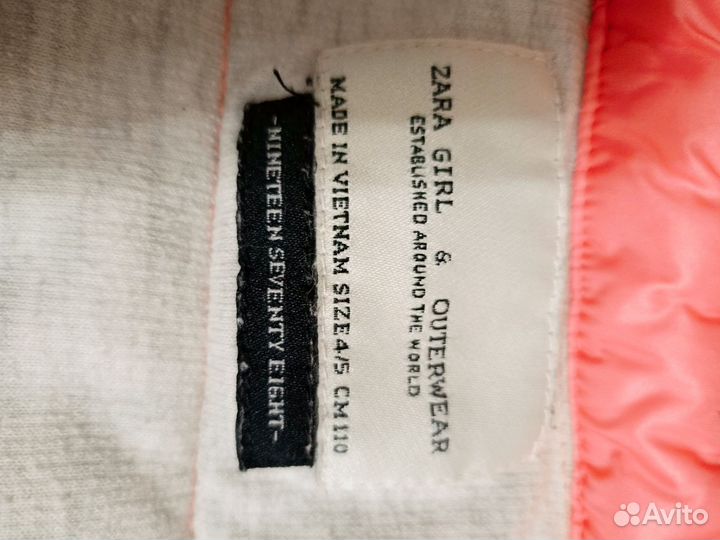 ZARA GIRL & OUTERWEAR
ESTABLISHED AROUND THE WORLD
MADE IN VIETNAM SIZE 4/5 CM 110
-NINETEEN SEVENTY EIGHT-
Avito